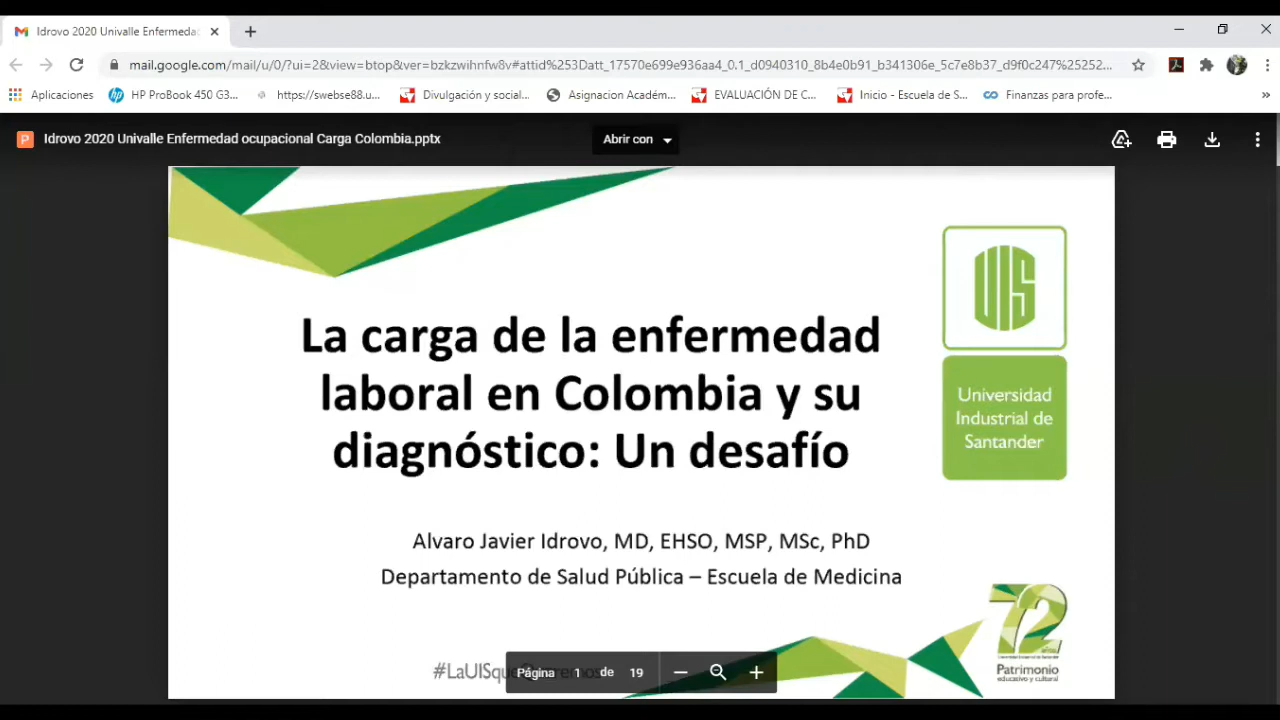 Idrovo 2020 Univalle Enfermeda
mail.google.com/mail/u/0/?ui=2&view=btop&ver=bzkzwihnfw8v#attid%253Datt_17570e699e936aa4_0.1_d0940310_8b4e0b91_b341306e_5c7e8b37_d9f0c247%25252...
Aplicaciones
HP ProBook 450 G3...
https://swebse88.u...
Divulgación y social...
Asignacion Académ...
EVALUACIÓN DE C...
Inicio - Escuela de S...
Finanzas para profe...
Idrovo 2020 Univalle Enfermedad ocupacional Carga Colombia.pptx
Abrir con
UIS
Universidad
Industrial de
Santander
La carga de la enfermedad
laboral en Colombia y su
diagnóstico: Un desafío
Alvaro Javier Idrovo, MD, EHSO, MSP, MSc, PhD
Departamento de Salud Pública – Escuela de Medicina
72
Patrimonio
educativo y cultural
#LaUISque
Página 1 de 19